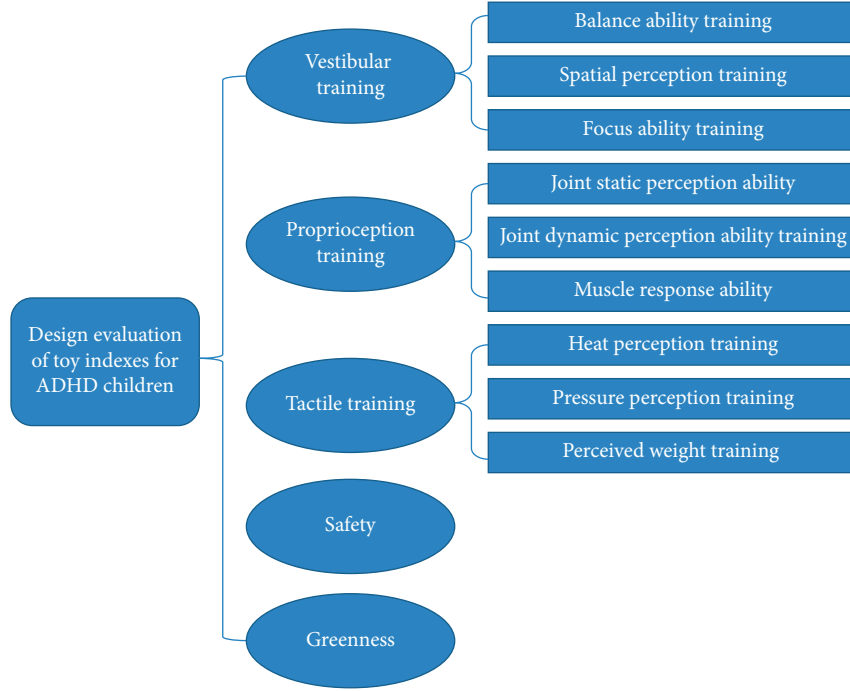 Design evaluation
of toy indexes for
ADHD children
Vestibular
training
Balance ability training
Spatial perception training
Focus ability training
Proprioception
training
Joint static perception ability
Joint dynamic perception ability training
Muscle response ability
Tactile training
Heat perception training
Pressure perception training
Perceived weight training
Safety
Greenness